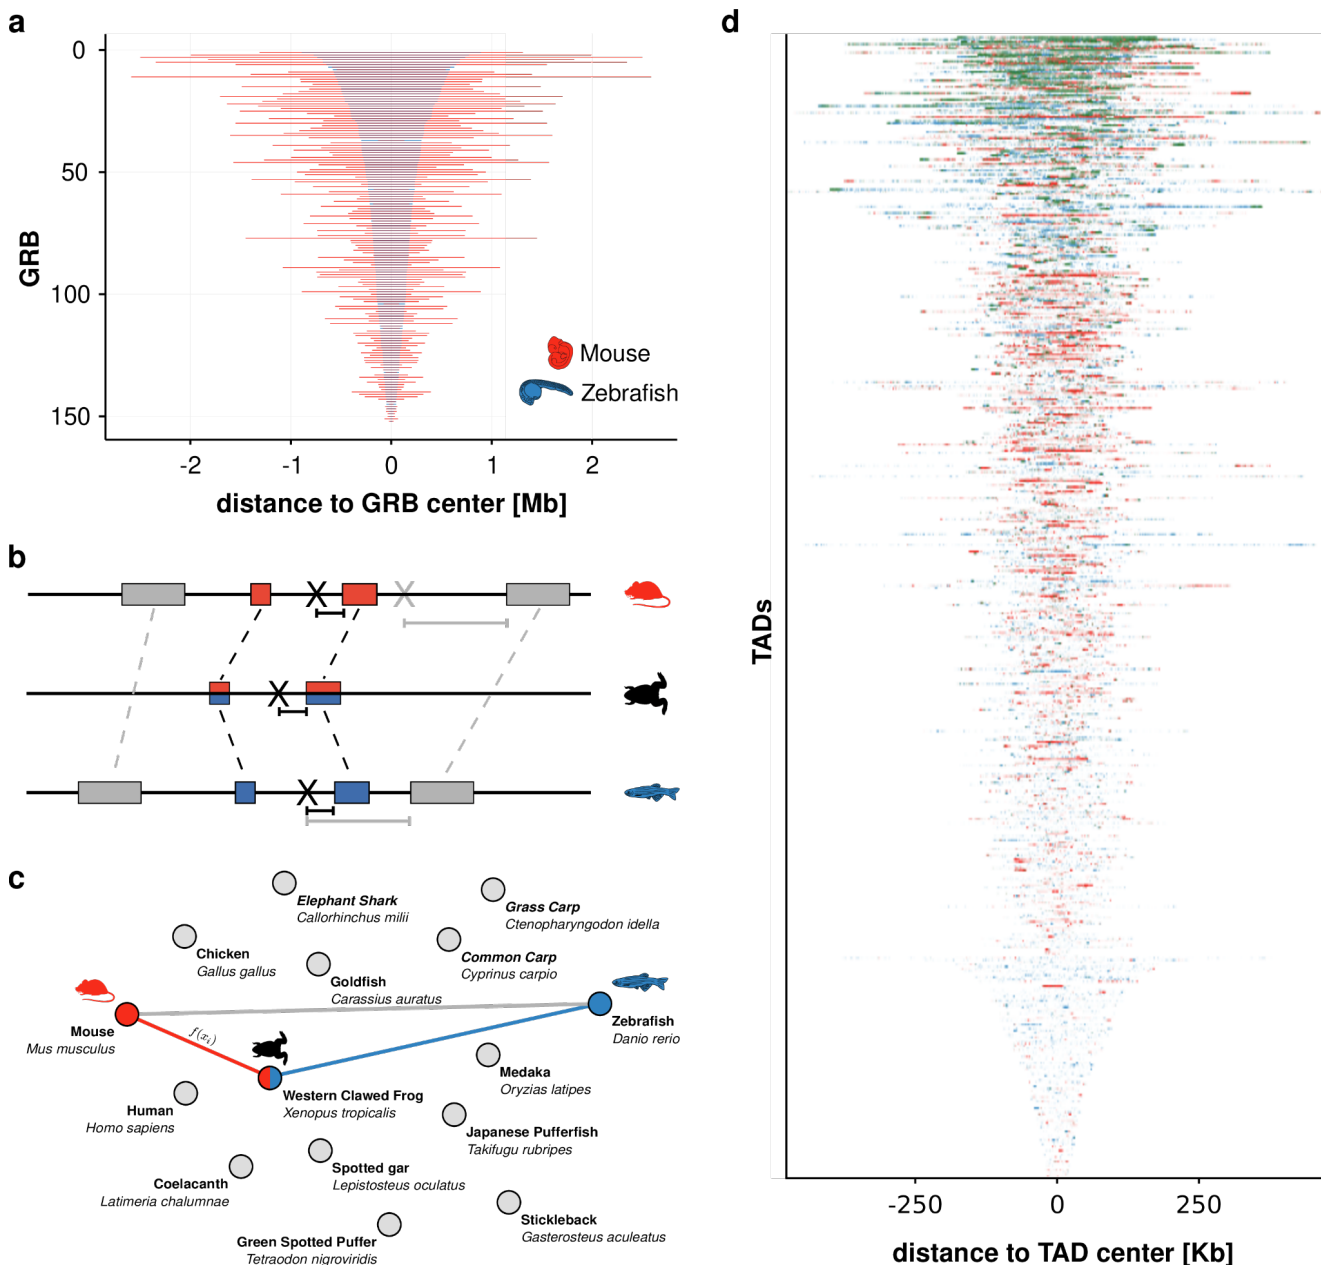 a
0
50
100
150
GRB
-2
-1
0
1
2
distance to GRB center [Mb]
Mouse
Zebrafish
b
c
Elephant Shark
Callorhinchus milii
Grass Carp
Ctenopharyngodon idella
Chicken
Gallus gallus
Common Carp
Cyprinus carpio
Goldfish
Carassius auratus
Mouse
Mus musculus
f(x_i)
Zebrafish
Danio rerio
Western Clawed Frog
Xenopus tropicalis
Medaka
Oryzias latipes
Human
Homo sapiens
Japanese Pufferfish
Takifugu rubripes
Coelacanth
Latimeria chalumnae
Spotted gar
Lepistosteus oculatus
Stickleback
Gasterosteus aculeatus
Green Spotted Puffer
Tetraodon nigroviridis
d
TADs
-250
0
250
distance to TAD center [Kb]